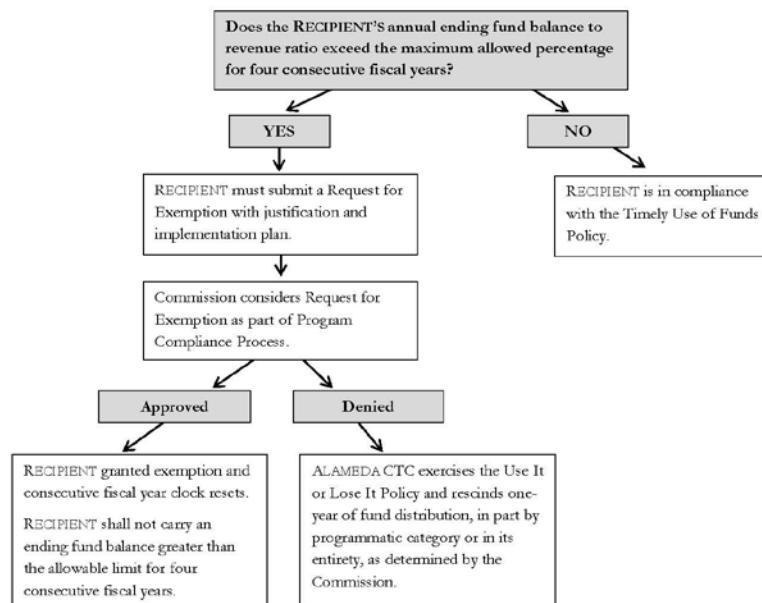 Does the RECIPIENT'S annual ending fund balance to
revenue ratio exceed the maximum allowed percentage
for four consecutive fiscal years?
YES
NO
RECIPIENT must submit a Request for
Exemption with justification and
implementation plan.
RECIPIENT is in compliance
with the Timely Use of Funds
Policy.
Commission considers Request for
Exemption as part of Program
Compliance Process.
Approved
Denied
RECIPIENT granted exemption and
consecutive fiscal year clock resets.
RECIPIENT shall not carry an
ending fund balance greater than
the allowable limit for four
consecutive fiscal years.
ALAMEDA CTC exercises the Use It
or Lose It Policy and rescinds one-
year of fund distribution, in part by
programmatic category or in its
entirety, as determined by the
Commission.